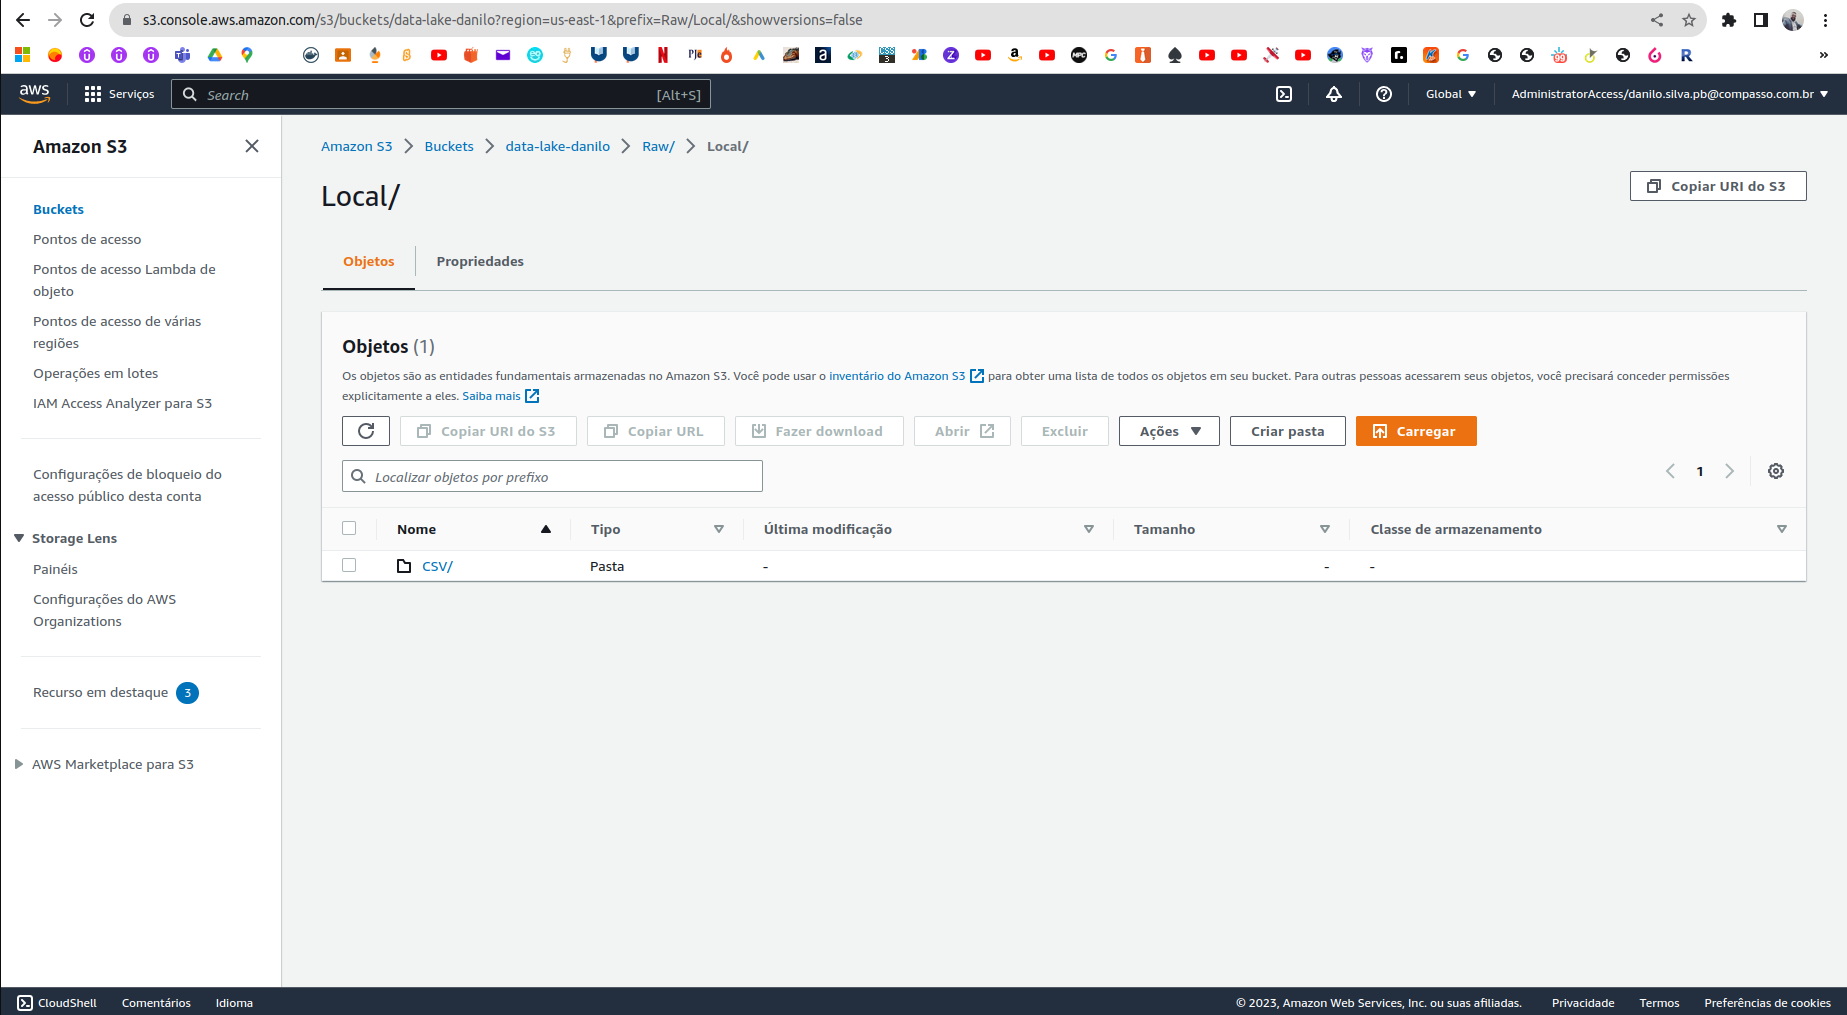 s3.console.aws.amazon.com/s3/buckets/data-lake-danilo?region=us-east-1&prefix=Raw/Local/&showversions=false
aws
Serviços
Search
[Alt+S]
Global
AdministratorAccess/danilo.silva.pb@compasso.com.br
Amazon S3
Buckets
Pontos de acesso
Pontos de acesso Lambda de
objeto
Pontos de acesso de várias
regiões
Operações em lotes
IAM Access Analyzer para S3
Configurações de bloqueio do
acesso público desta conta
Storage Lens
Painéis
Configurações do AWS
Organizations
Recurso em destaque 3
AWS Marketplace para S3
Amazon S3 Buckets data-lake-danilo Raw/ Local/
Local/
Copiar URI do S3
Objetos Propriedades
Objetos (1)
Os objetos são as entidades fundamentais armazenadas no Amazon S3. Você pode usar o inventário do Amazon S3 para obter uma lista de todos os objetos em seu bucket. Para outras pessoas acessarem seus objetos, você precisará conceder permissões
explicitamente a eles. Saiba mais
Copiar URI do S3 Copiar URL Fazer download Abrir Excluir Ações Criar pasta Carregar
Localizar objetos por prefixo
1
Nome Tipo Última modificação Tamanho Classe de armazenamento
CSV/ Pasta - - -
CloudShell Comentários Idioma
© 2023, Amazon Web Services, Inc. ou suas afiliadas. Privacidade Termos Preferências de cookies